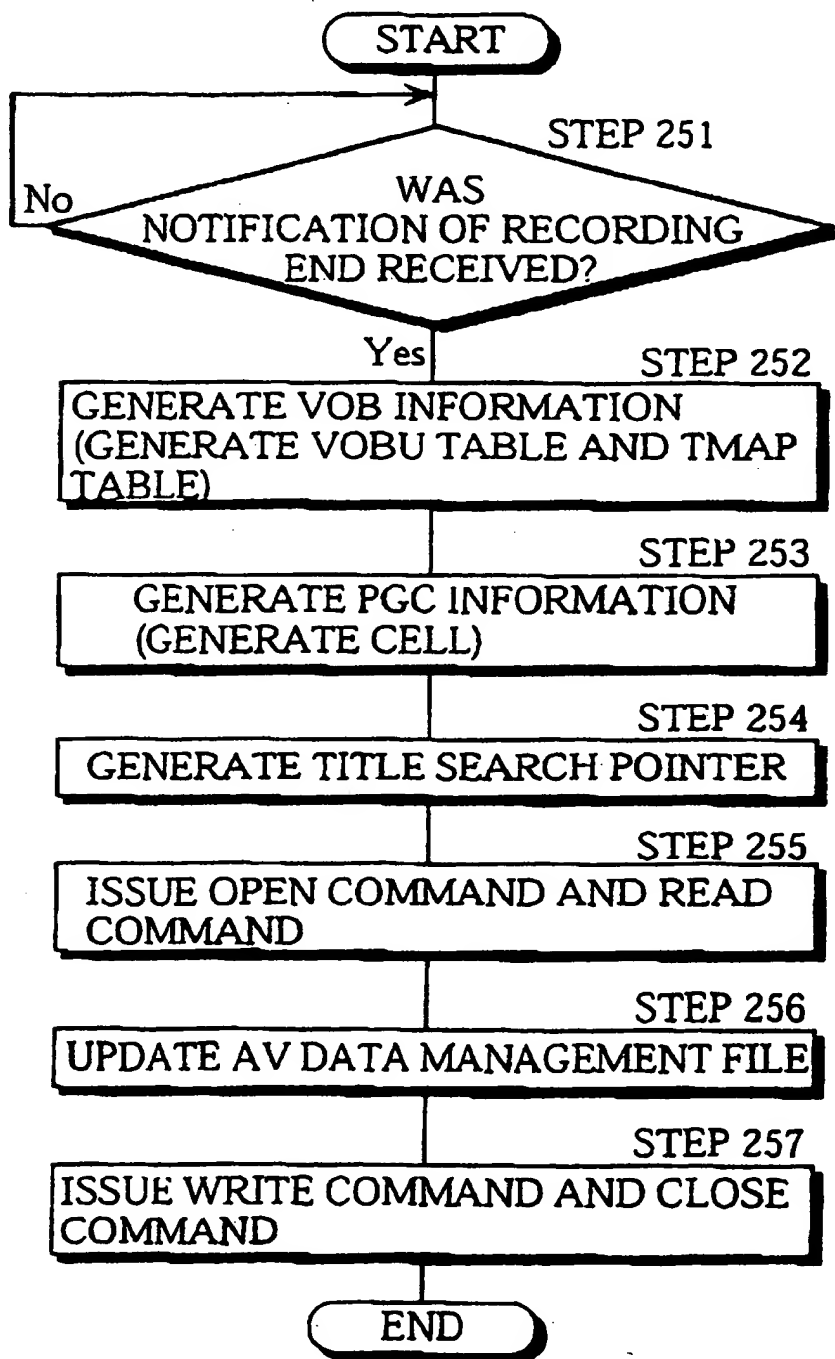 START
STEP 251
WAS
NOTIFICATION OF RECORDING
END RECEIVED?
No
Yes
STEP 252
GENERATE VOB INFORMATION
(GENERATE VOBU TABLE AND TMAP
TABLE)
STEP 253
GENERATE PGC INFORMATION
(GENERATE CELL)
STEP 254
GENERATE TITLE SEARCH POINTER
STEP 255
ISSUE OPEN COMMAND AND READ
COMMAND
STEP 256
UPDATE AV DATA MANAGEMENT FILE
STEP 257
ISSUE WRITE COMMAND AND CLOSE
COMMAND
END